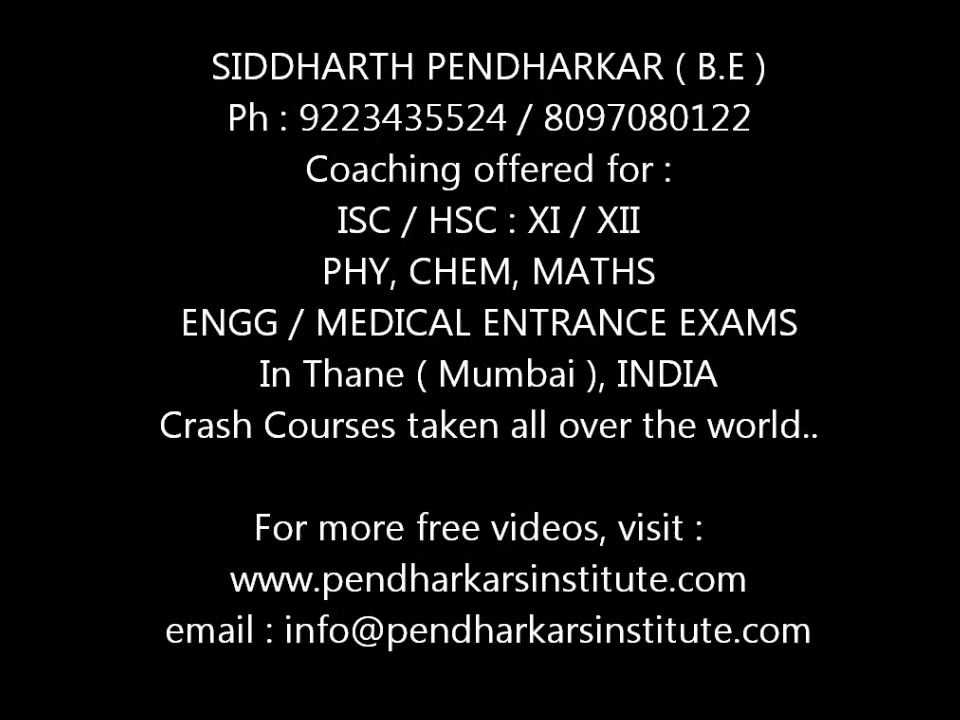 SIDDHARTH PENDHARKAR ( B.E )
Ph : 9223435524 / 8097080122
Coaching offered for :
ISC / HSC : XI / XII
PHY, CHEM, MATHS
ENGG / MEDICAL ENTRANCE EXAMS
In Thane ( Mumbai ), INDIA
Crash Courses taken all over the world..
For more free videos, visit :
www.pendharkarsinstitute.com
email : info@pendharkarsinstitute.com